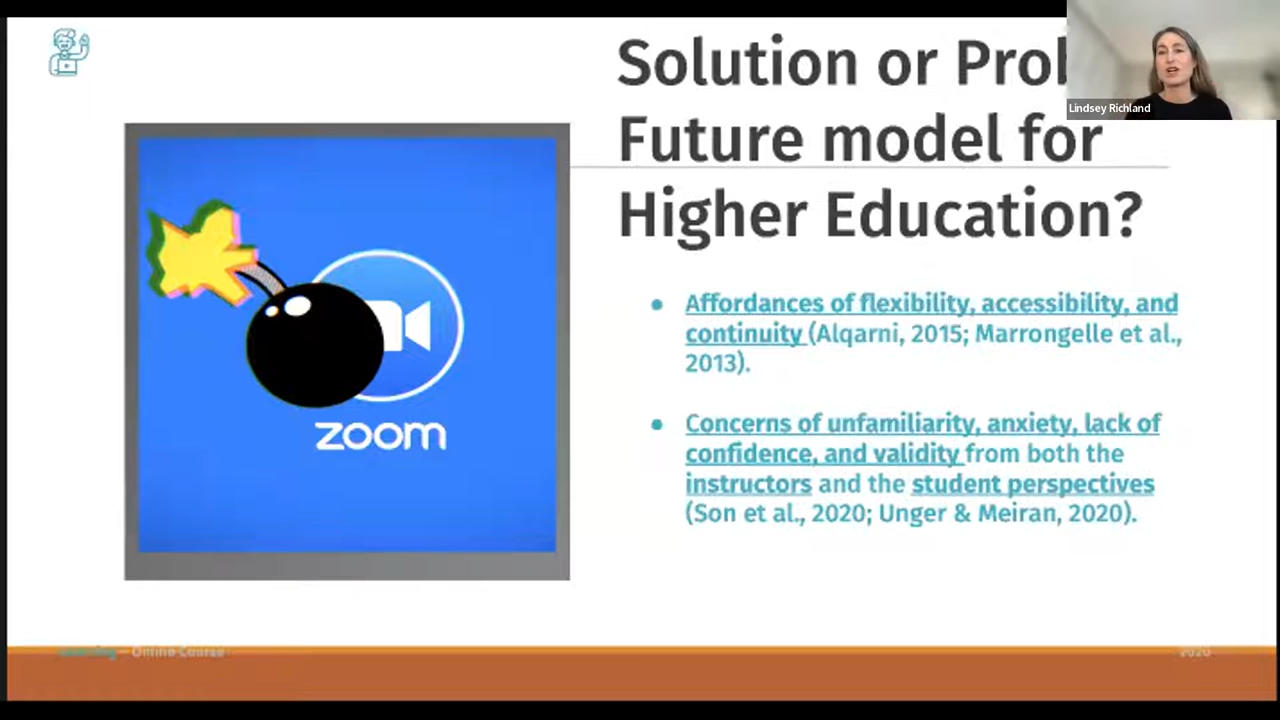 Solution or Prob
Future model for
Higher Education?
Lindsey Richland
zoom
• Affordances of flexibility, accessibility, and
continuity (Alqarni, 2015; Marrongelle et al.,
2013).
• Concerns of unfamiliarity, anxiety, lack of
confidence, and validity from both the
instructors and the student perspectives
(Son et al., 2020; Unger & Meiran, 2020).
eLearning – Online Course
2020